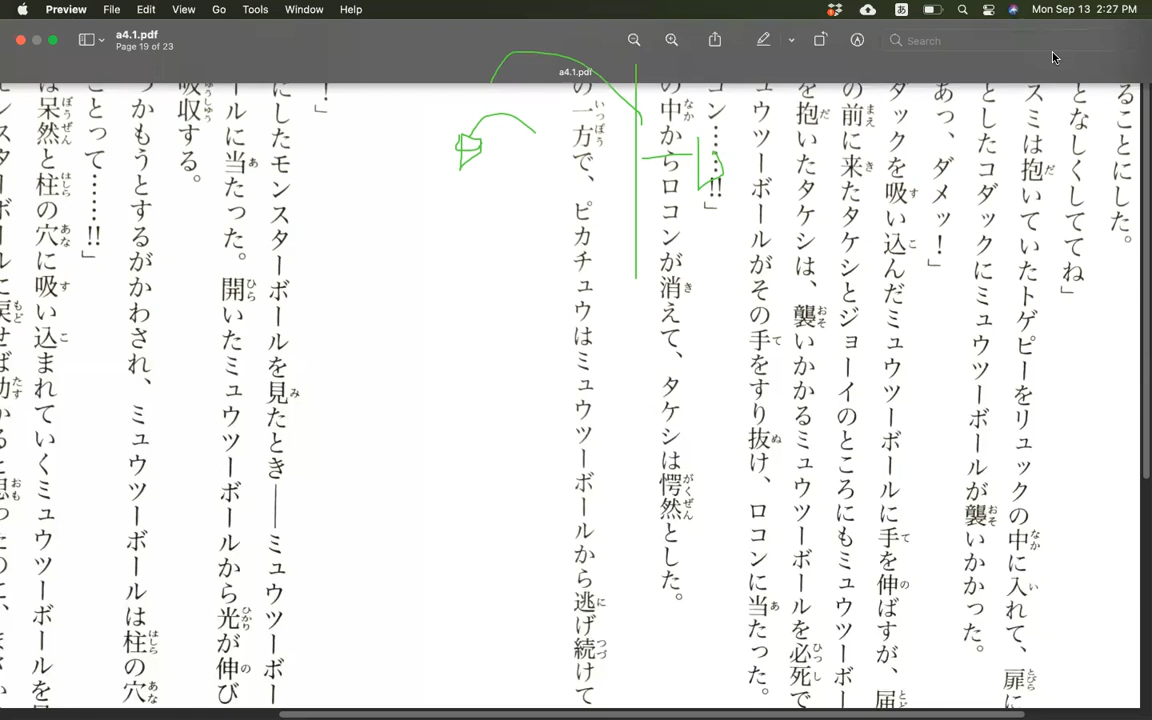 Preview File Edit View Go Tools Window Help あ Mon Sep 13 2:27 PM
a4.1.pdf
Page 19 of 23
Search
a4.1.pdf
ることにした。
となしくしててね」
スミは抱いていたトゲピーをリュックの中に入れて、扉に
としたコダックにミュウツーボールが襲いかかった。
あっ、ダメッ！」
タックを吸い込んだミュウツーボールに手を伸ばすが、届
の前に来たタケシとジョーイのところにもミュウツーボー
を抱いたタケシは、襲いかかるミュウツーボールを必死で
ュウツーボールがその手をすり抜け、ロコンに当たった。
コン……!!」
の中からロコンが消えて、タケシは愕然とした。
の一方で、ピカチュウはミュウツーボールから逃げ続けて
！」
にしたモンスターボールを見たとき――ミュウツーボー
ールに当たった。開いたミュウツーボールから光が伸び
吸収する。
つかもうとするがかわされ、ミュウツーボールは柱の穴
とって………!!」
は呆然と柱の穴に吸い込まれていくミュウツーボールを見